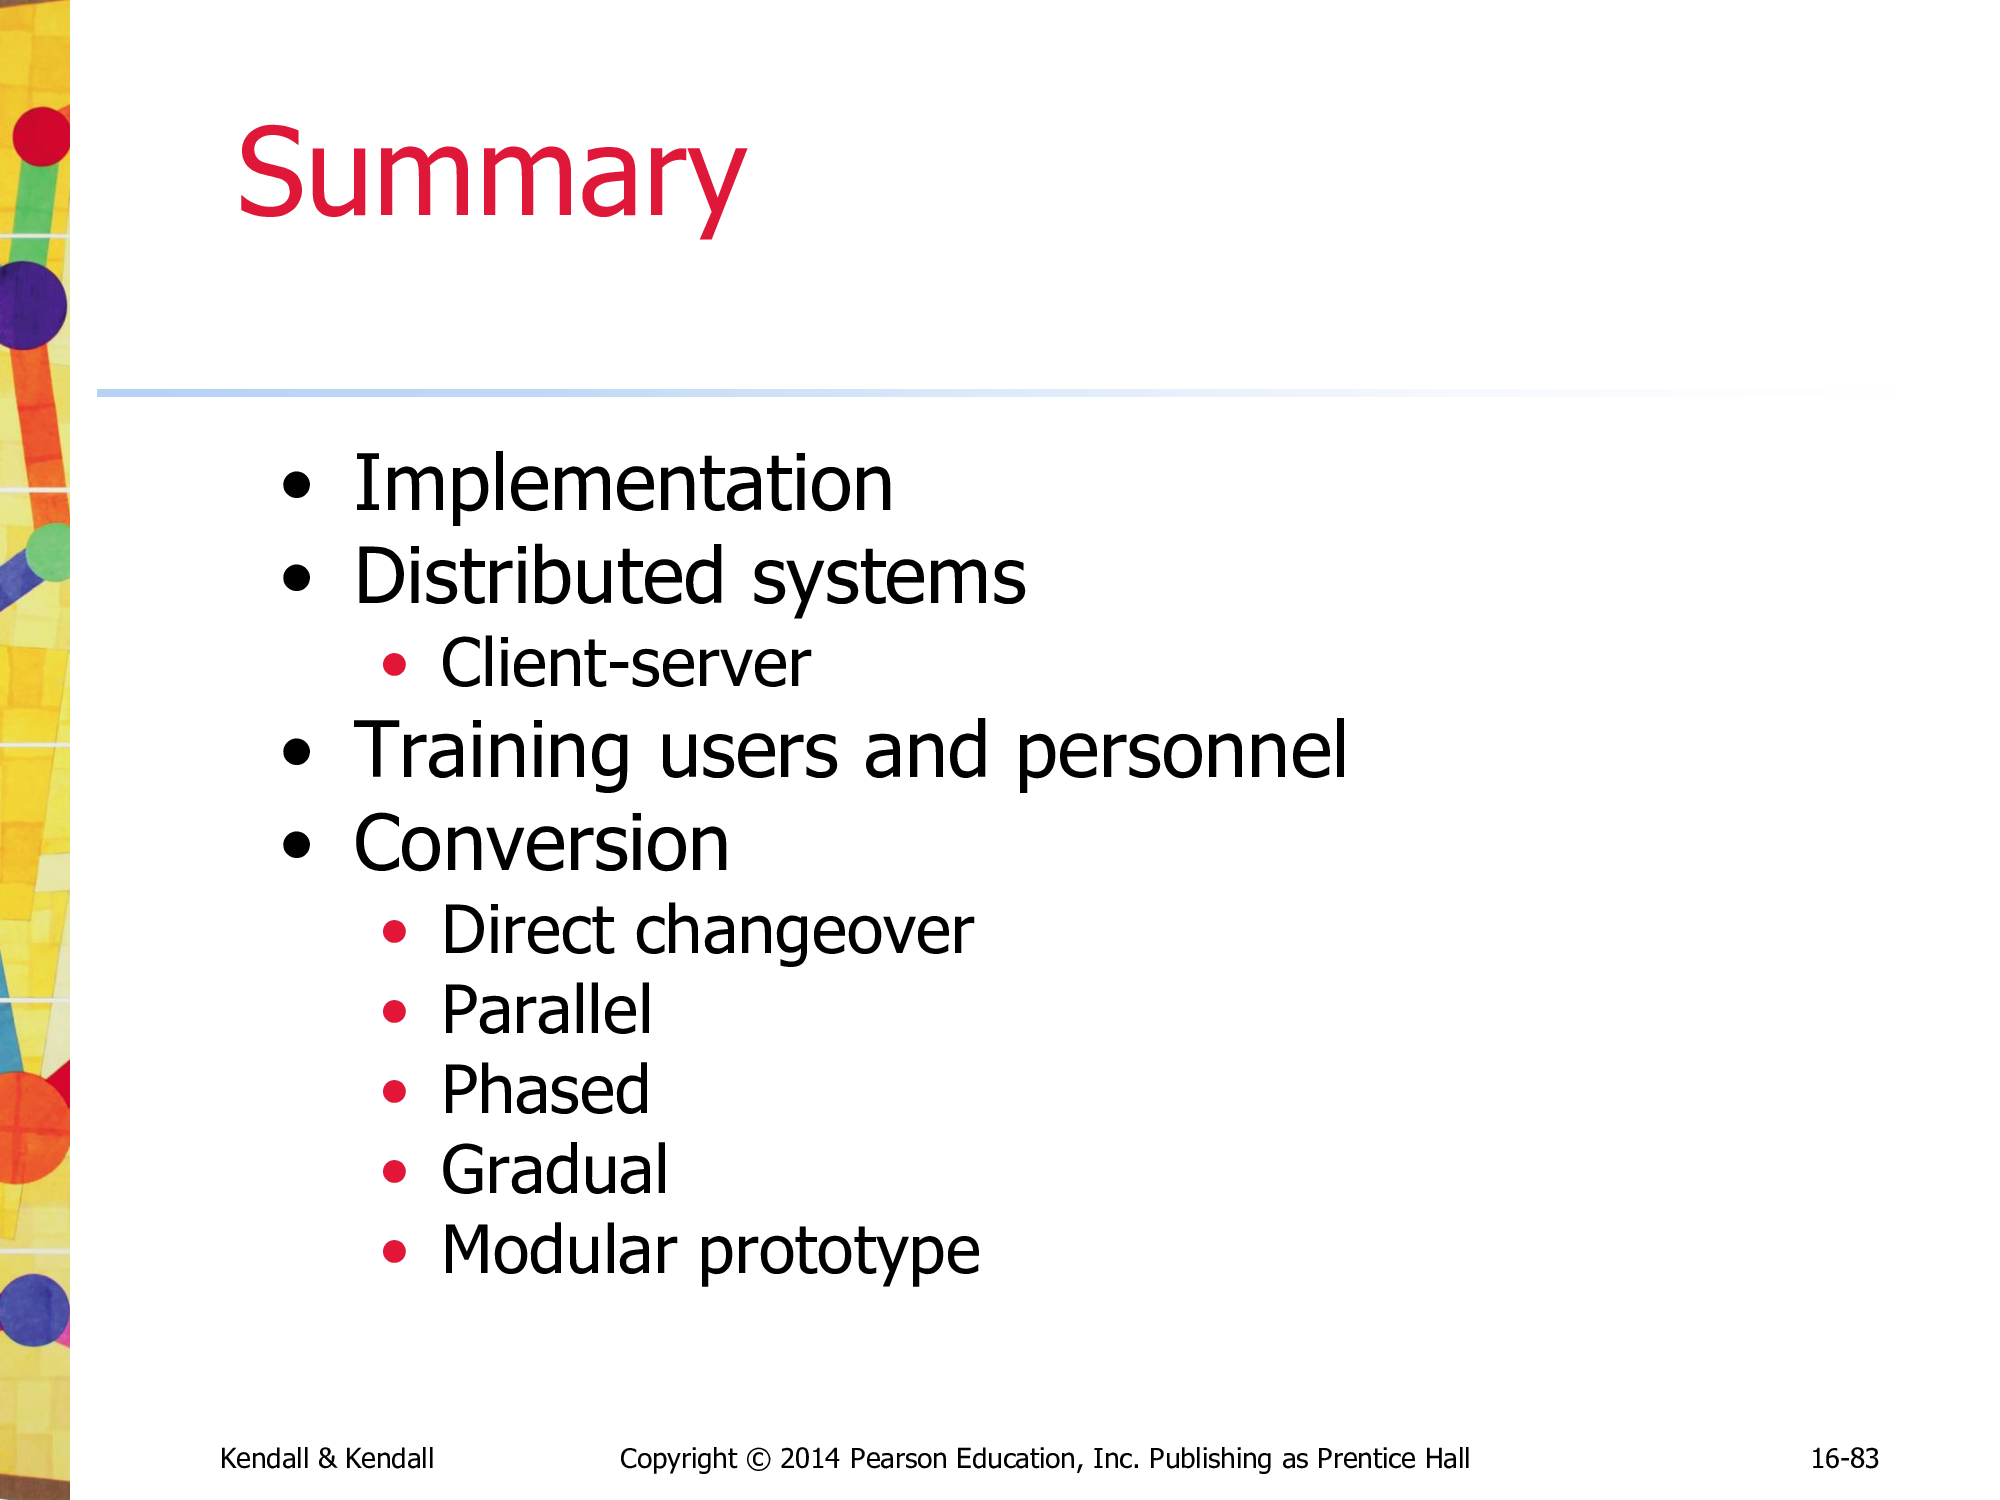 Summary
• Implementation
• Distributed systems
• Client-server
• Training users and personnel
• Conversion
• Direct changeover
• Parallel
• Phased
• Gradual
• Modular prototype
Kendall & Kendall Copyright © 2014 Pearson Education, Inc. Publishing as Prentice Hall 16-83